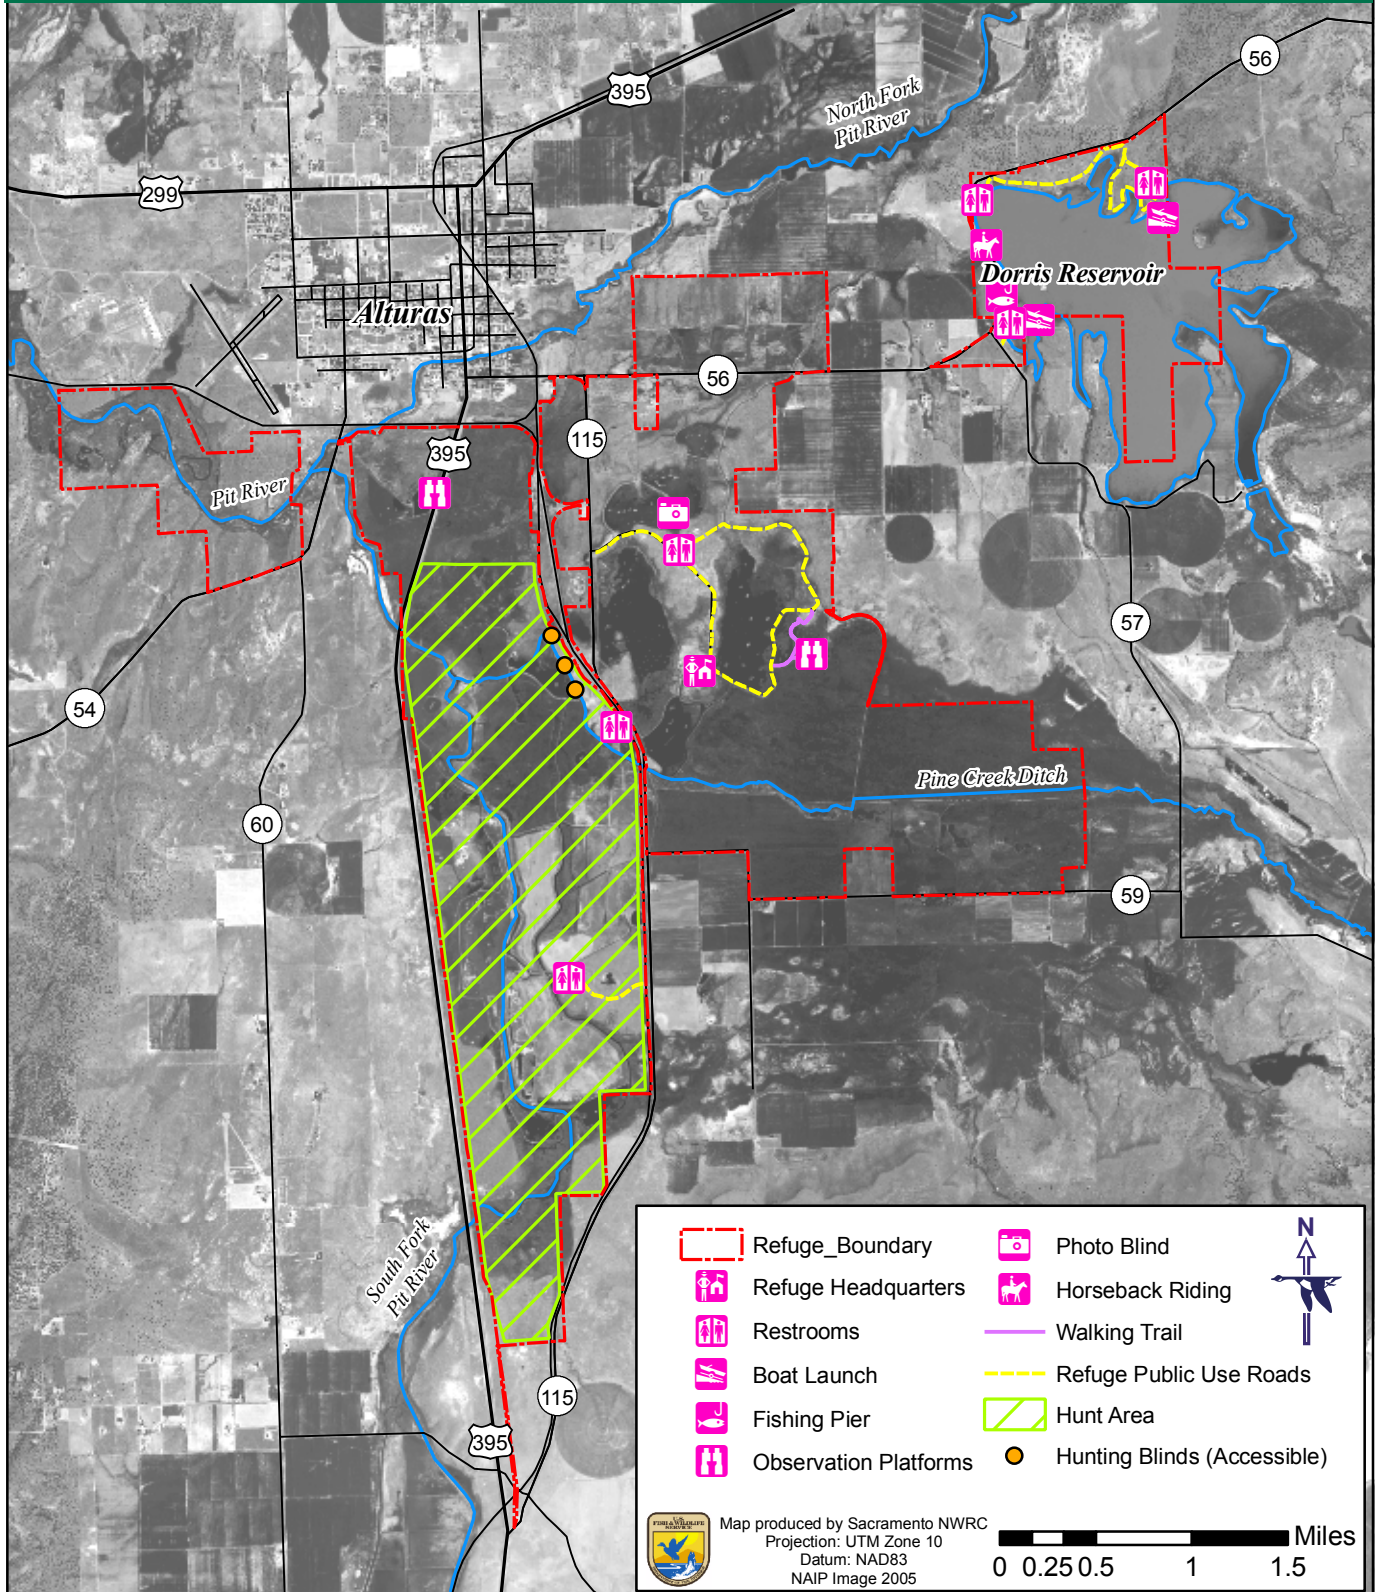 56
395
North Fork
Pit River
299
Dorris Reservoir
Alturas
56
115
395
Pit River
57
54
Pine Creek Ditch
60
59
South Fork
Pit River
115
395
N
Refuge_Boundary
Refuge Headquarters
Restrooms
Boat Launch
Fishing Pier
Observation Platforms
Photo Blind
Horseback Riding
Walking Trail
Refuge Public Use Roads
Hunt Area
Hunting Blinds (Accessible)
U.S.
FISH & WILDLIFE
SERVICE
Map produced by Sacramento NWRC
Projection: UTM Zone 10
Datum: NAD83
NAIP Image 2005
Miles
0 0.25 0.5 1 1.5